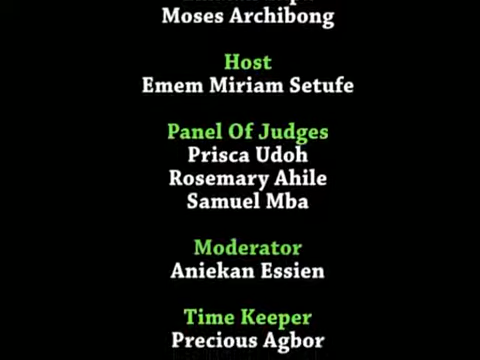 Moses Archibong
Host
Emem Miriam Setufe
Panel Of Judges
Prisca Udoh
Rosemary Ahile
Samuel Mba
Moderator
Aniekan Essien
Time Keeper
Precious Agbor